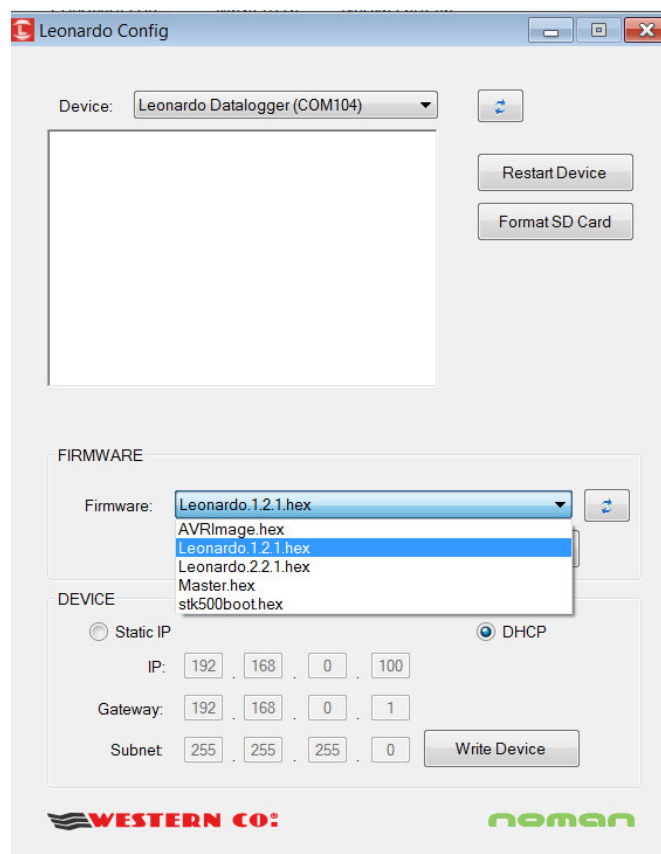 Leonardo Config
Device: Leonardo Datalogger (COM104)
Restart Device
Format SD Card
FIRMWARE
Firmware: Leonardo.1.2.1.hex
AVRImage.hex
Leonardo.1.2.1.hex
Leonardo.2.2.1.hex
Master.hex
stk500boot.hex
DEVICE
Static IP DHCP
IP: 192 . 168 . 0 . 100
Gateway: 192 . 168 . 0 . 1
Subnet: 255 . 255 . 255 . 0 Write Device
WESTERN CO: noman